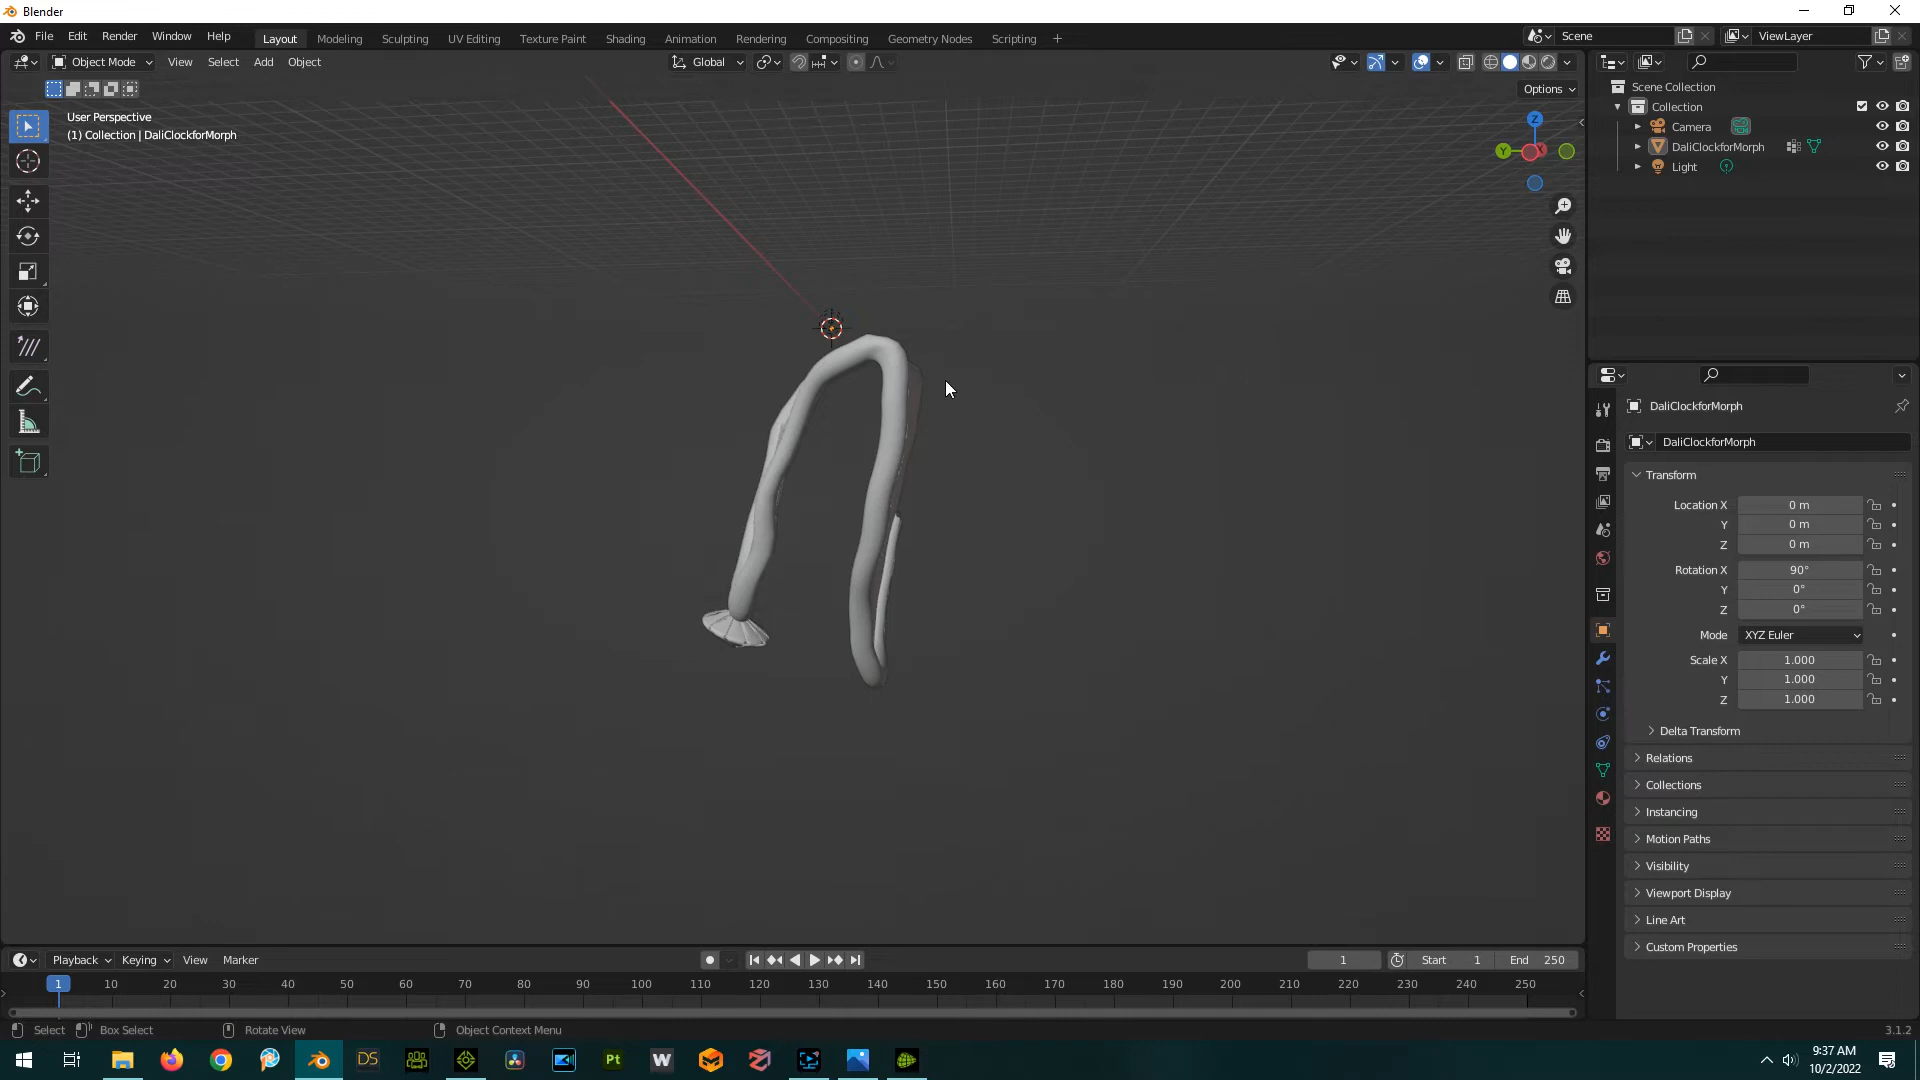 Blender
File Edit Render Window Help
Layout Modeling Sculpting UV Editing Texture Paint Shading Animation Rendering Compositing Geometry Nodes Scripting +
Scene
ViewLayer
Object Mode View Select Add Object
Global
Options
User Perspective
(1) Collection | DaliClockforMorph
Z
Y
X
Scene Collection
Collection
Camera
DaliClockforMorph
Light
DaliClockforMorph
DaliClockforMorph
Transform
Location X 0 m
Y 0 m
Z 0 m
Rotation X 90°
Y 0°
Z 0°
Mode XYZ Euler
Scale X 1.000
Y 1.000
Z 1.000
Delta Transform
Relations
Collections
Instancing
Motion Paths
Visibility
Viewport Display
Line Art
Custom Properties
Playback Keying View Marker
1 Start 1 End 250
1 10 20 30 40 50 60 70 80 90 100 110 120 130 140 150 160 170 180 190 200 210 220 230 240 250
Select Box Select Rotate View Object Context Menu
3.1.2
DS Pt W
9:37 AM
10/2/2022